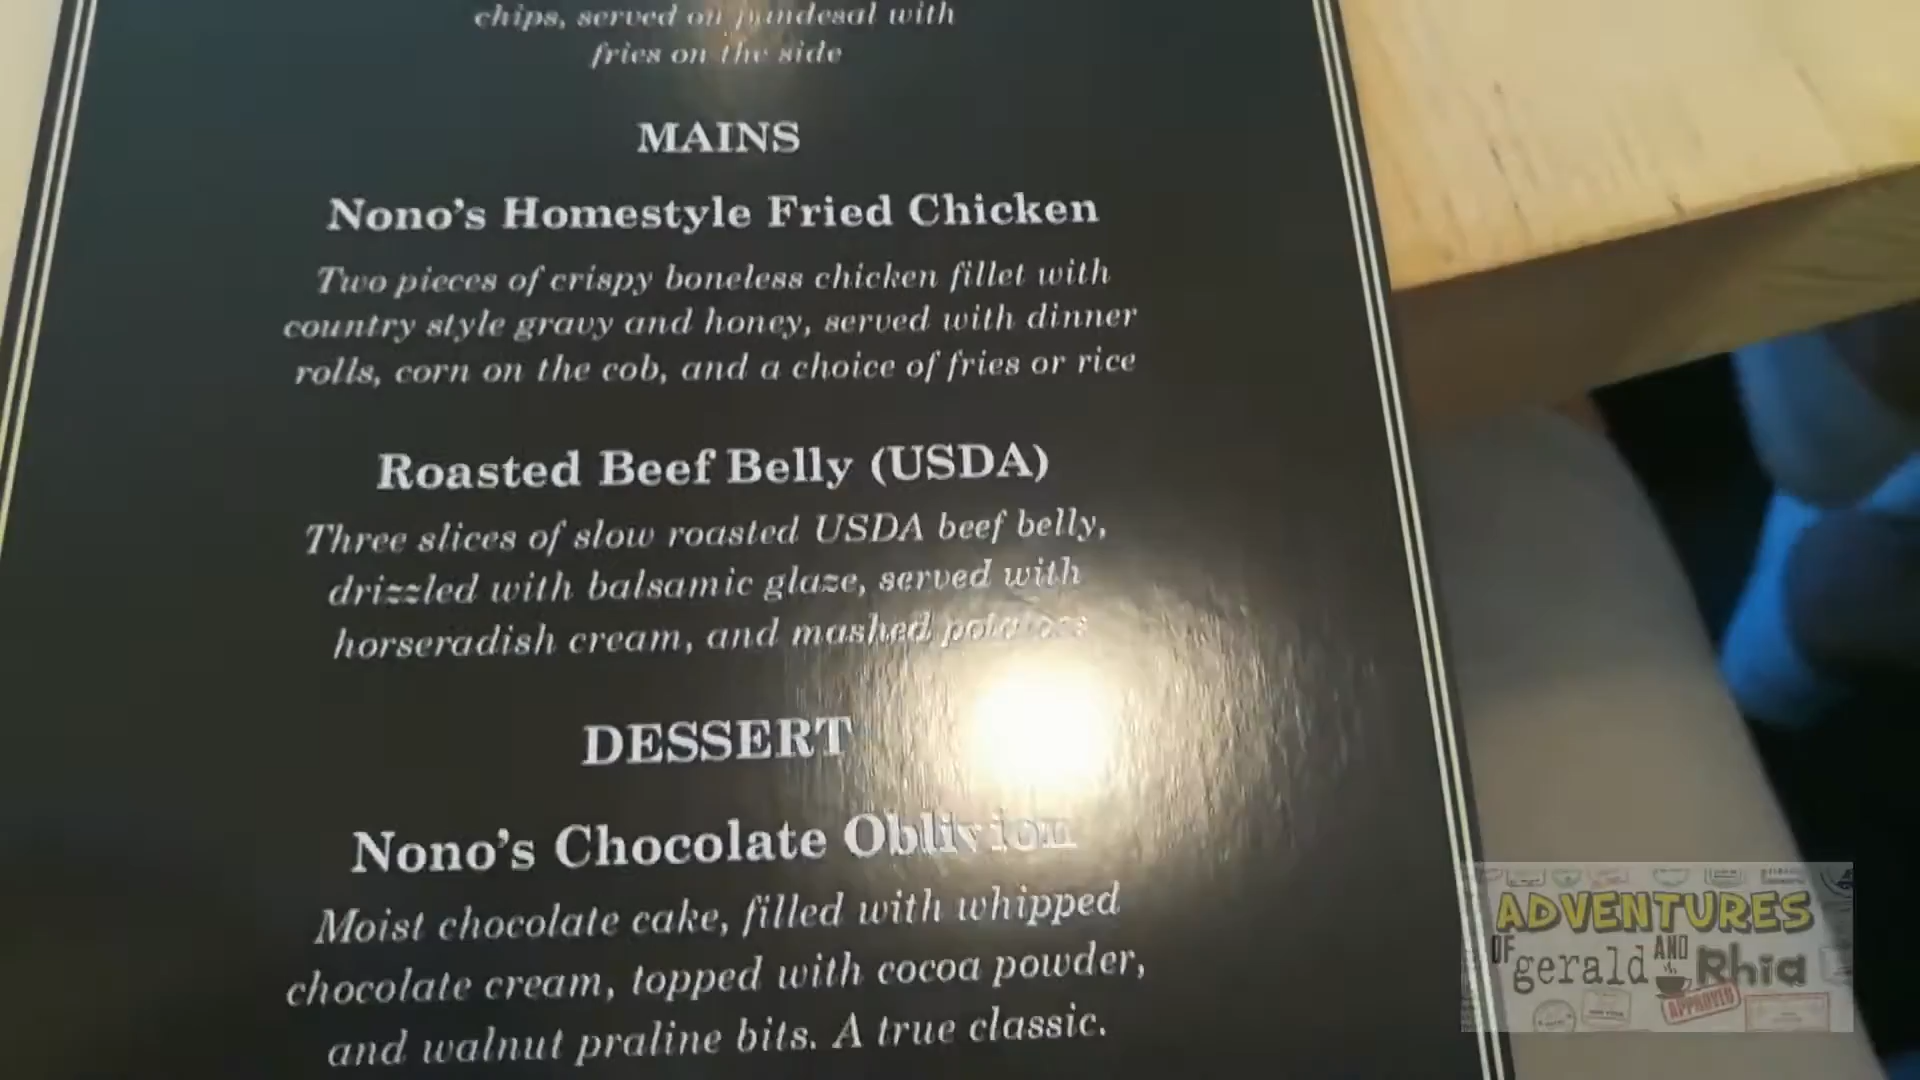 chips, served on pandesal with
fries on the side
MAINS
Nono's Homestyle Fried Chicken
Two pieces of crispy boneless chicken fillet with
country style gravy and honey, served with dinner
rolls, corn on the cob, and a choice of fries or rice
Roasted Beef Belly (USDA)
Three slices of slow roasted USDA beef belly,
drizzled with balsamic glaze, served with
horseradish cream, and mashed potatoes
DESSERT
Nono's Chocolate Oblivion
Moist chocolate cake, filled with whipped
chocolate cream, topped with cocoa powder,
and walnut praline bits. A true classic.
ADVENTURES
OF gerald AND Rhia
APPROVED